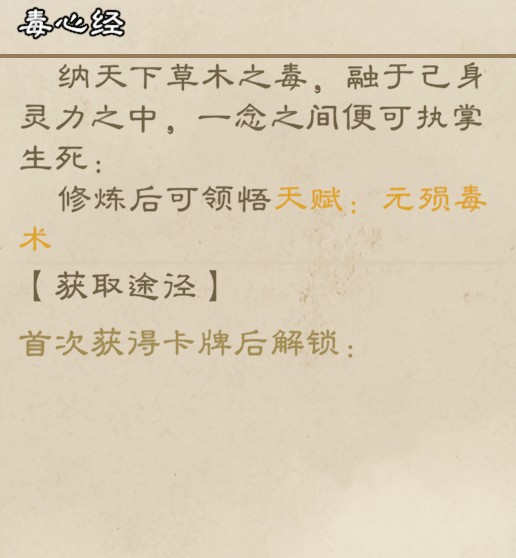 毒心经
纳天下草木之毒，融于己身
灵力之中，一念之间便可执掌
生死：
修炼后可领悟天赋：元殒毒
术
【获取途径】
首次获得卡牌后解锁：